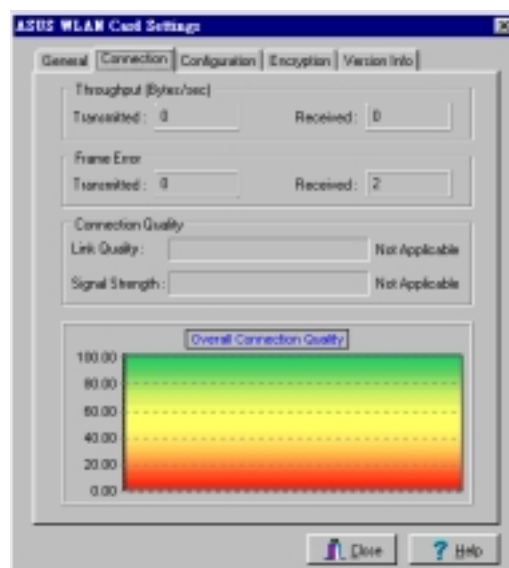 ASUS WLAN Card Settings
General Connection Configuration Encryption Version Info
Throughput (Bytes/sec)
Transmitted : 0 Received : 0
Frame Error
Transmitted : 0 Received : 2
Connection Quality
Link Quality : Not Applicable
Signal Strength : Not Applicable
Overall Connection Quality
100.00
80.00
60.00
40.00
20.00
0.00
Close Help